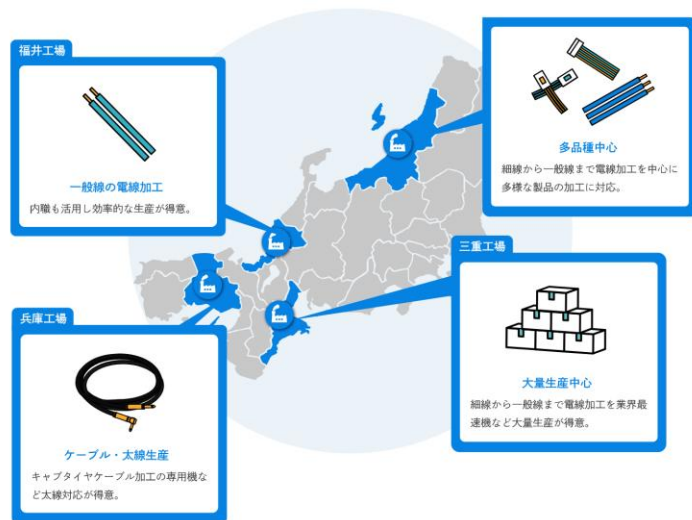 福井工場
一般線の電線加工
内職も活用し効率的な生産が得意。
多品種中心
細線から一般線まで電線加工を中心に
多様な製品の加工に対応。
兵庫工場
ケーブル・太線生産
キャブタイヤケーブル加工の専用機な
ど太線対応が得意。
三重工場
大量生産中心
細線から一般線まで電線加工を業界最
速機など大量生産が得意。